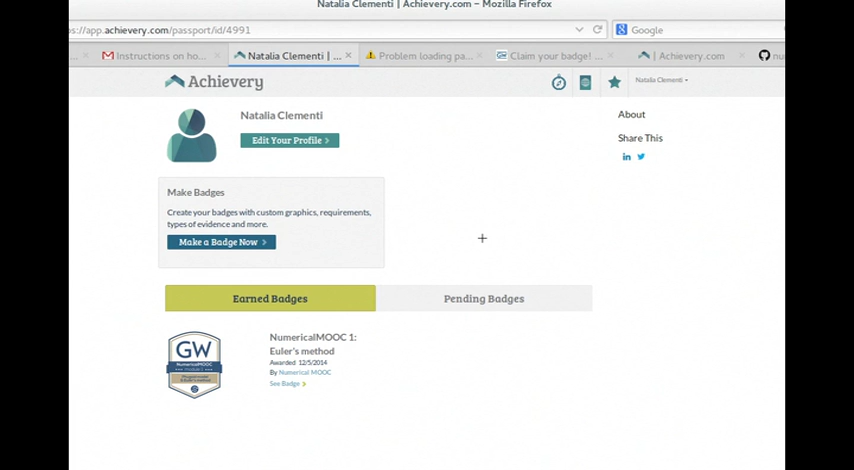 Natalia Clementi | Achievery.com – Mozilla Firefox
s://app.achievery.com/passport/id/4991
Google
... Instructions on ho... Natalia Clementi | ... Problem loading pa... Claim your badge! ... | Achievery.com nu
Achievery
Natalia Clementi
Natalia Clementi
Edit Your Profile >
About
Share This
Make Badges
Create your badges with custom graphics, requirements,
types of evidence and more.
Make a Badge Now >
Earned Badges
Pending Badges
GW
NumericalMOOC
NumericalMOOC 1:
Euler's method
Awarded 12/5/2014
By Numerical MOOC
See Badge >